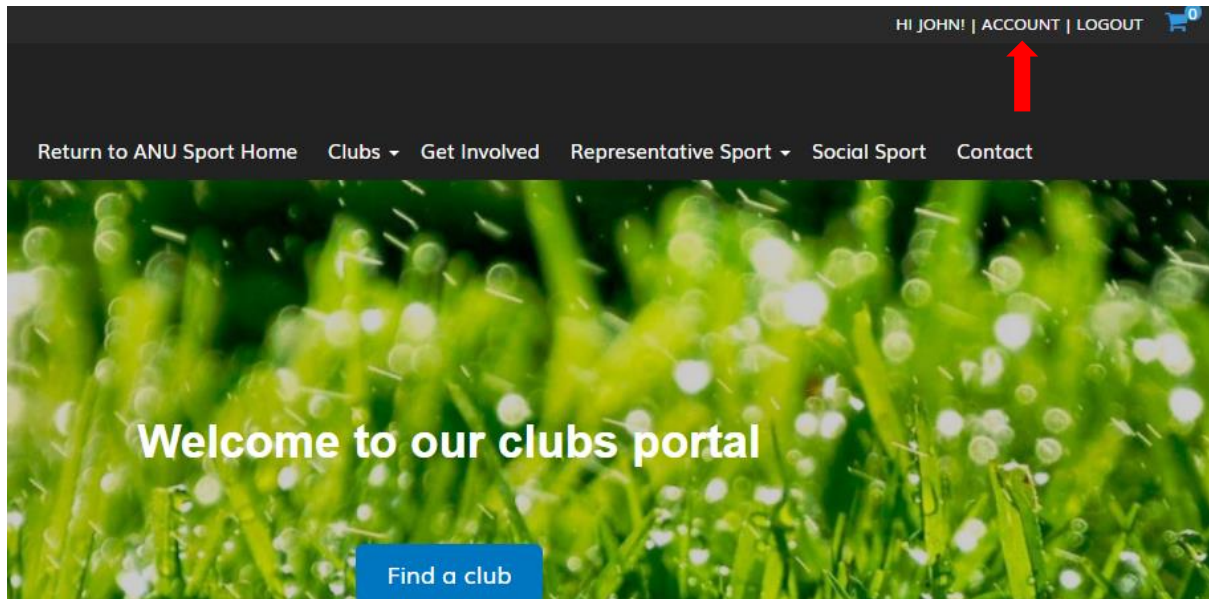 HI JOHN! | ACCOUNT | LOGOUT 0
Return to ANU Sport Home Clubs Get Involved Representative Sport Social Sport Contact
Welcome to our clubs portal
Find a club